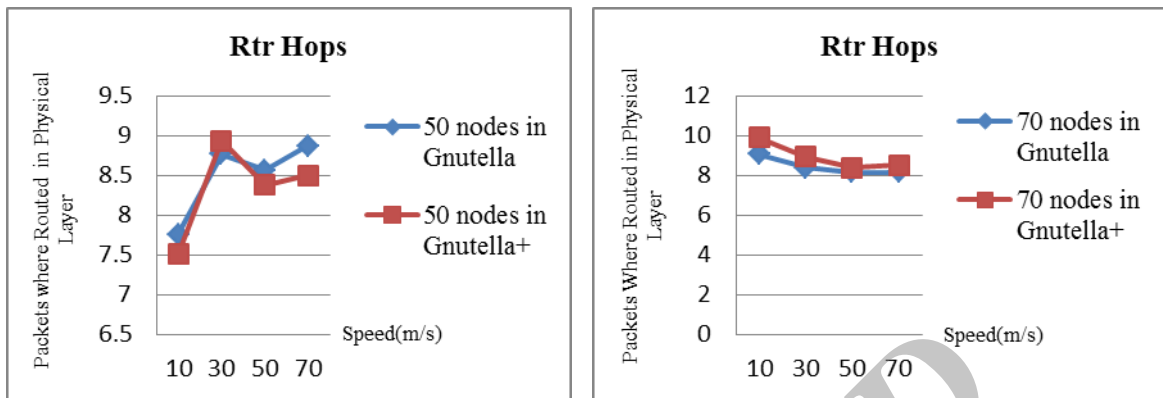 Rtr Hops
Packets where Routed in Physical
Layer
9.5
9
8.5
8
7.5
7
6.5
10 30 50 70
Speed(m/s)
50 nodes in
Gnutella
50 nodes in
Gnutella+
Rtr Hops
Packets Where Routed in Physical
Layer
12
10
8
6
4
2
0
10 30 50 70
Speed(m/s)
70 nodes in
Gnutella
70 nodes in
Gnutella+